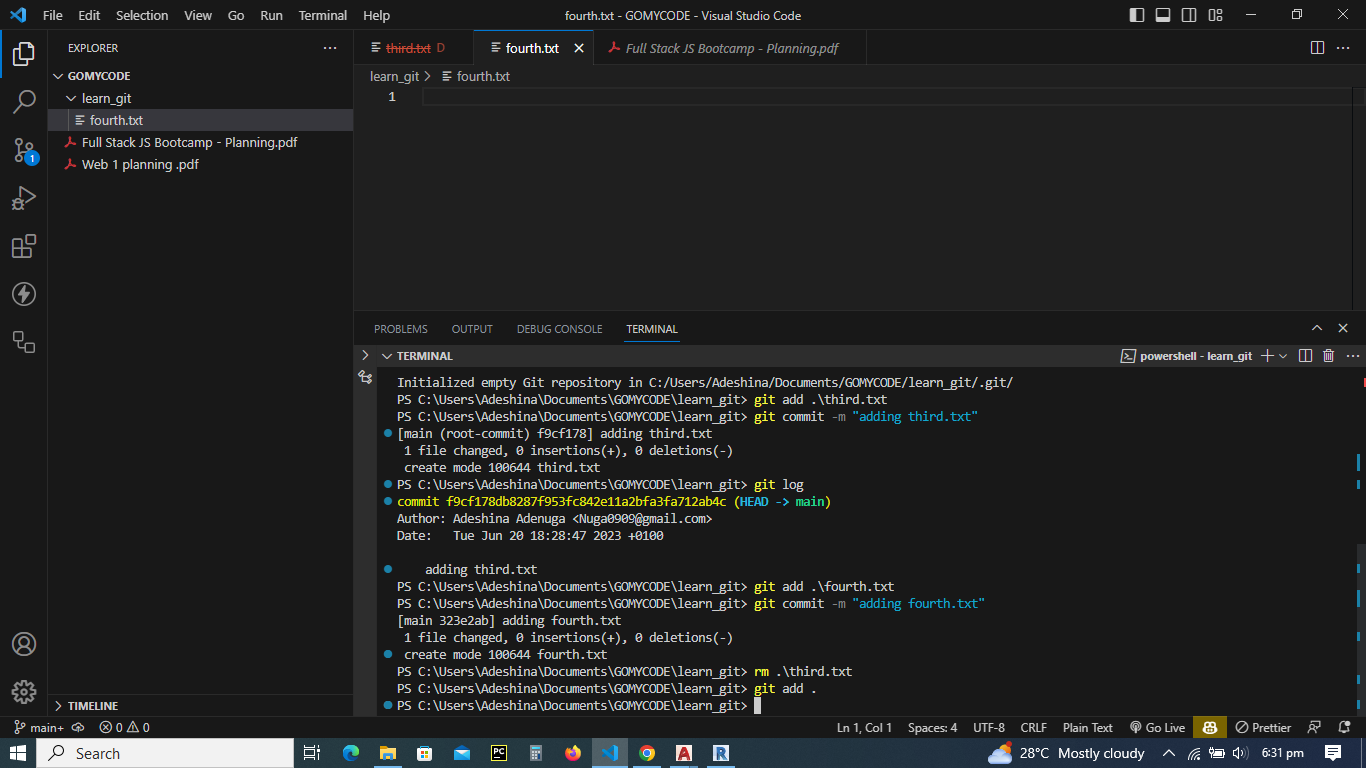 File Edit Selection View Go Run Terminal Help
fourth.txt - GOMYCODE - Visual Studio Code
EXPLORER
GOMYCODE
learn_git
fourth.txt
Full Stack JS Bootcamp - Planning.pdf
Web 1 planning .pdf
1
TIMELINE
third.txt D
fourth.txt
Full Stack JS Bootcamp - Planning.pdf
learn_git > fourth.txt
1
PROBLEMS OUTPUT DEBUG CONSOLE TERMINAL
TERMINAL
powershell - learn_git
Initialized empty Git repository in C:/Users/Adeshina/Documents/GOMYCODE/learn_git/.git/
PS C:\Users\Adeshina\Documents\GOMYCODE\learn_git> git add .\third.txt
PS C:\Users\Adeshina\Documents\GOMYCODE\learn_git> git commit -m "adding third.txt"
[main (root-commit) f9cf178] adding third.txt
1 file changed, 0 insertions(+), 0 deletions(-)
create mode 100644 third.txt
PS C:\Users\Adeshina\Documents\GOMYCODE\learn_git> git log
commit f9cf178db8287f953fc842e11a2bfa3fa712ab4c (HEAD -> main)
Author: Adeshina Adenuga <Nuga0909@gmail.com>
Date: Tue Jun 20 18:28:47 2023 +0100
adding third.txt
PS C:\Users\Adeshina\Documents\GOMYCODE\learn_git> git add .\fourth.txt
PS C:\Users\Adeshina\Documents\GOMYCODE\learn_git> git commit -m "adding fourth.txt"
[main 323e2ab] adding fourth.txt
1 file changed, 0 insertions(+), 0 deletions(-)
create mode 100644 fourth.txt
PS C:\Users\Adeshina\Documents\GOMYCODE\learn_git> rm .\third.txt
PS C:\Users\Adeshina\Documents\GOMYCODE\learn_git> git add .
PS C:\Users\Adeshina\Documents\GOMYCODE\learn_git>
main+ 0 0
Ln 1, Col 1 Spaces: 4 UTF-8 CRLF Plain Text Go Live Prettier
Search
PC
A
R
28°C Mostly cloudy
6:31 pm